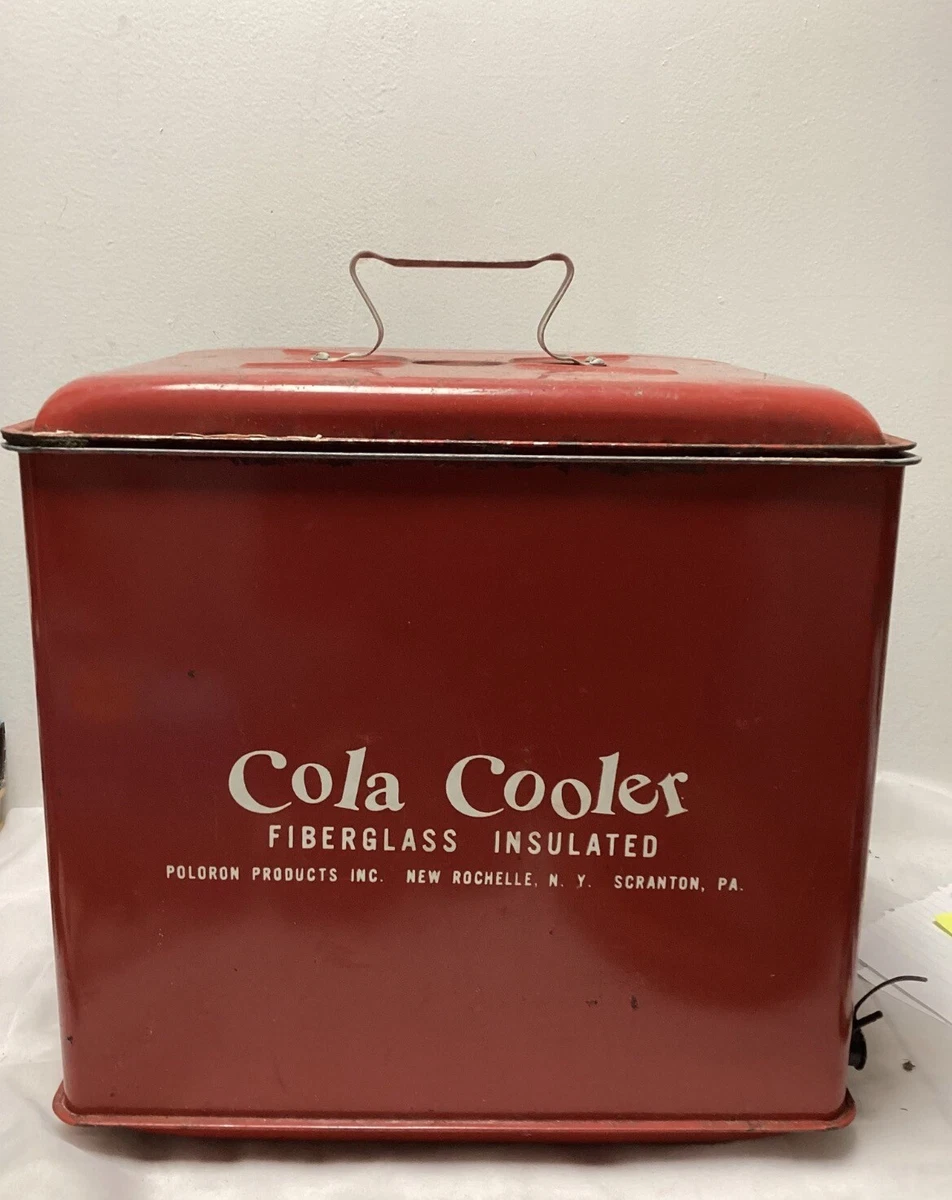 Cola Cooler
FIBERGLASS INSULATED
POLORON PRODUCTS INC. NEW ROCHELLE, N. Y. SCRANTON, PA.